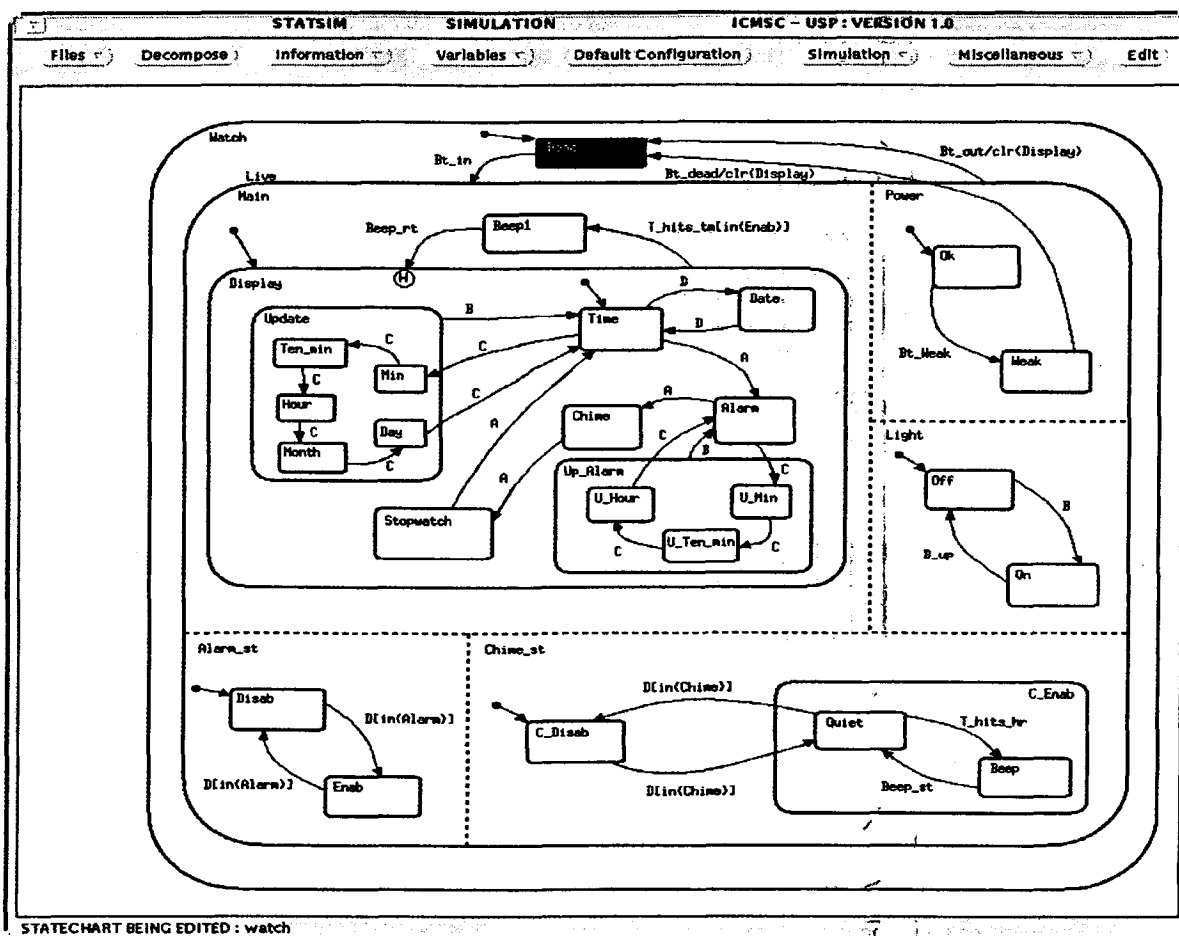 STATSIM SIMULATION ICMSC - USP : VERSION 1.0
Files Decompose Information Variables Default Configuration Simulation Miscellaneous Edit
Watch
Bt_in
Bt_out/clr(Display)
Bt_dead/clr(Display)
Live
Main
Power
Beep_rt
Beep1
T_hits_tm[in(Enab)]
Ok
H
Display
D
Date
Update
B
Time
D
Ten_min
C
Min
C
Bt_Weak
Weak
A
C
Hour
C
Chime
A
Alarm
Light
C
Month
Day
C
A
C
B
Up_Alarm
C
Off
A
U_Hour
U_Min
B
Stopwatch
C
U_Ten_min
C
B_up
On
Alarm_st
Chime_st
Disab
D[in(Alarm)]
D[in(Chime)]
C_Enab
C_Disab
Quiet
T_hits_hr
D[in(Alarm)]
Enab
D[in(Chime)]
Beep_st
Beep
STATECHART BEING EDITED : watch